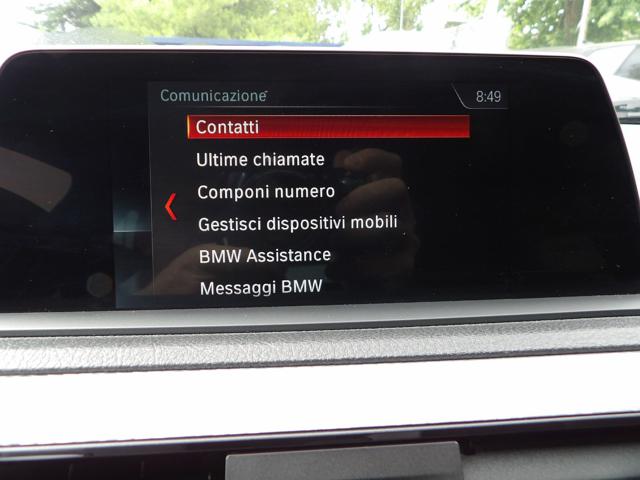 Comunicazione
8:49
Contatti
Ultime chiamate
Componi numero
Gestisci dispositivi mobili
BMW Assistance
Messaggi BMW